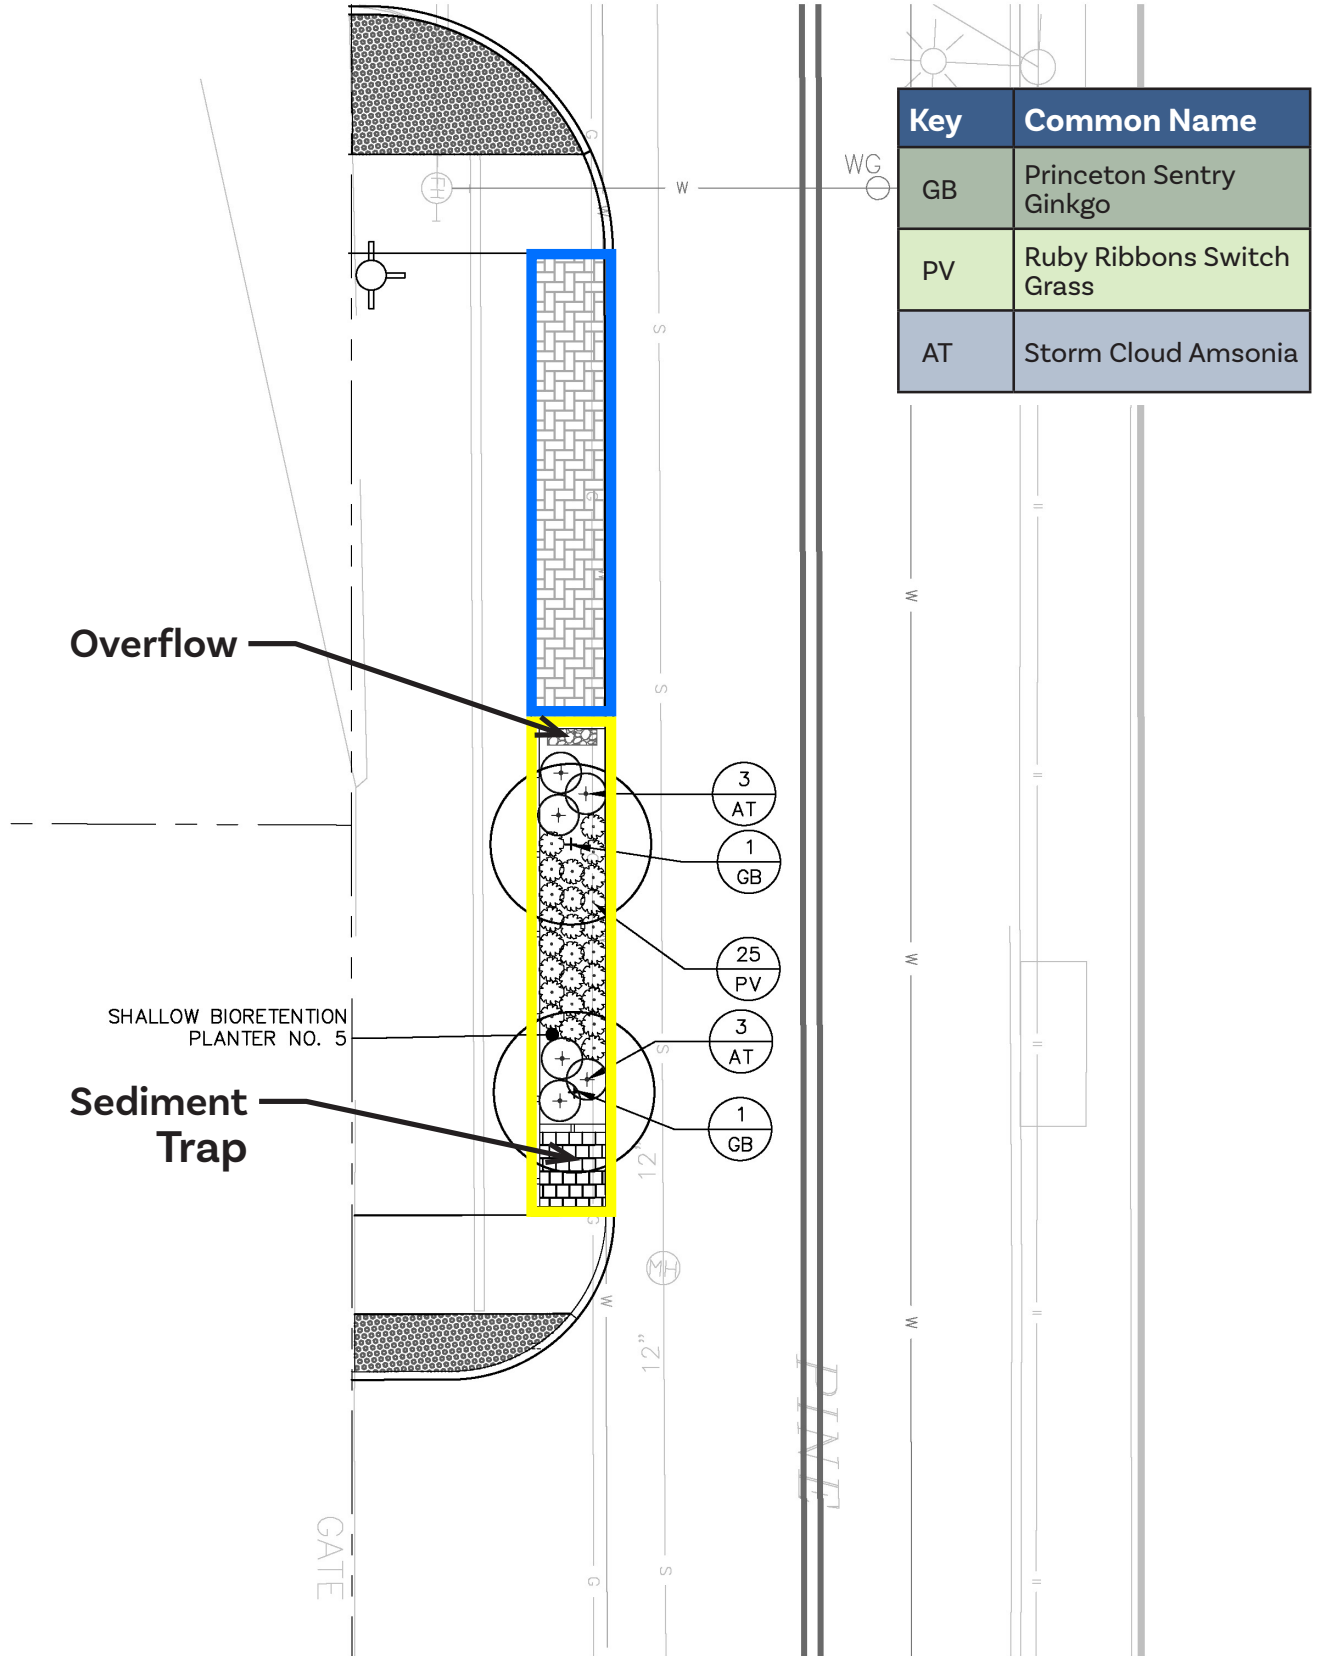 Key
Common Name
GB
Princeton Sentry
Ginkgo
PV
Ruby Ribbons Switch
Grass
AT
Storm Cloud Amsonia
WG
W
FH
G
W
S
G
W
Overflow
S
3
AT
1
GB
25
PV
W
SHALLOW BIORETENTION
PLANTER NO. 5
3
AT
S
Sediment
Trap
1
GB
12"
G
MH
W
W
12"
PINE
GATE
G
S